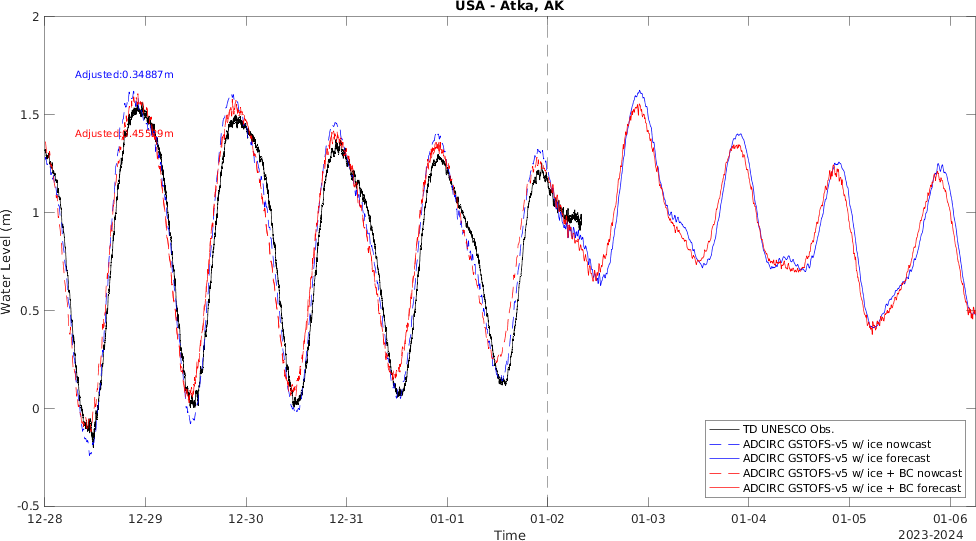 USA - Atka, AK
2
1.5
1
0.5
0
-0.5
Water Level (m)
Adjusted:0.34887m
12-28
12-29
12-30
12-31
01-01
01-02
01-03
01-04
01-05
01-06
Time
2023-2024
TD UNESCO Obs.
ADCIRC GSTOFS-v5 w/ ice nowcast
ADCIRC GSTOFS-v5 w/ ice forecast
ADCIRC GSTOFS-v5 w/ ice + BC nowcast
ADCIRC GSTOFS-v5 w/ ice + BC forecast